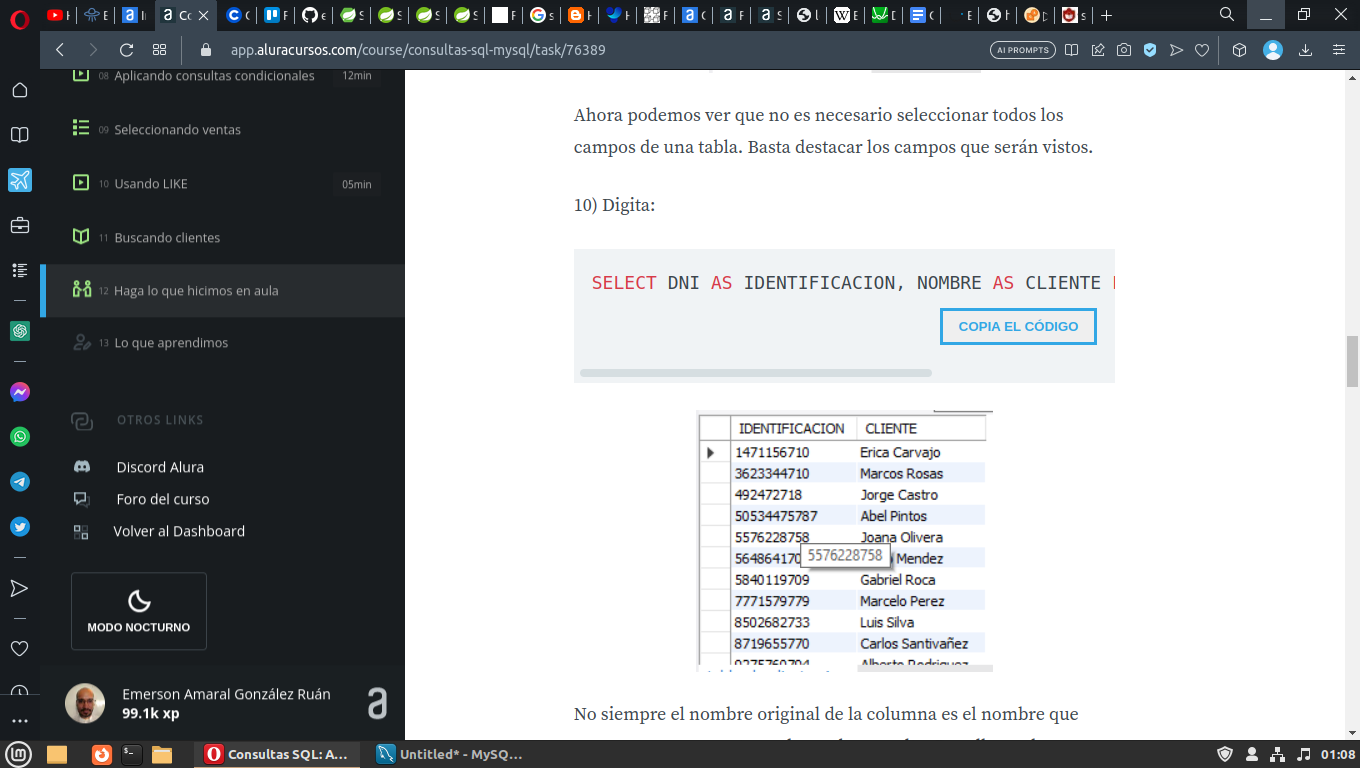 app.aluracursos.com/course/consultas-sql-mysql/task/76389
AI PROMPTS
08 Aplicando consultas condicionales 12min
09 Seleccionando ventas
10 Usando LIKE 05min
11 Buscando clientes
12 Haga lo que hicimos en aula
13 Lo que aprendimos
OTROS LINKS
Discord Alura
Foro del curso
Volver al Dashboard
MODO NOCTURNO
Emerson Amaral González Ruán
99.1k xp
Ahora podemos ver que no es necesario seleccionar todos los
campos de una tabla. Basta destacar los campos que serán vistos.
10) Digita:
SELECT DNI AS IDENTIFICACION, NOMBRE AS CLIENTE
COPIA EL CÓDIGO
IDENTIFICACION CLIENTE
1471156710 Erica Carvajo
3623344710 Marcos Rosas
492472718 Jorge Castro
50534475787 Abel Pintos
5576228758 Joana Olivera
5576228758
Mendez
5840119709 Gabriel Roca
7771579779 Marcelo Perez
8502682733 Luis Silva
8719655770 Carlos Santivañez
Alberto Rodriguez
No siempre el nombre original de la columna es el nombre que
Consultas SQL: A...
Untitled* - MySQ...
01:08